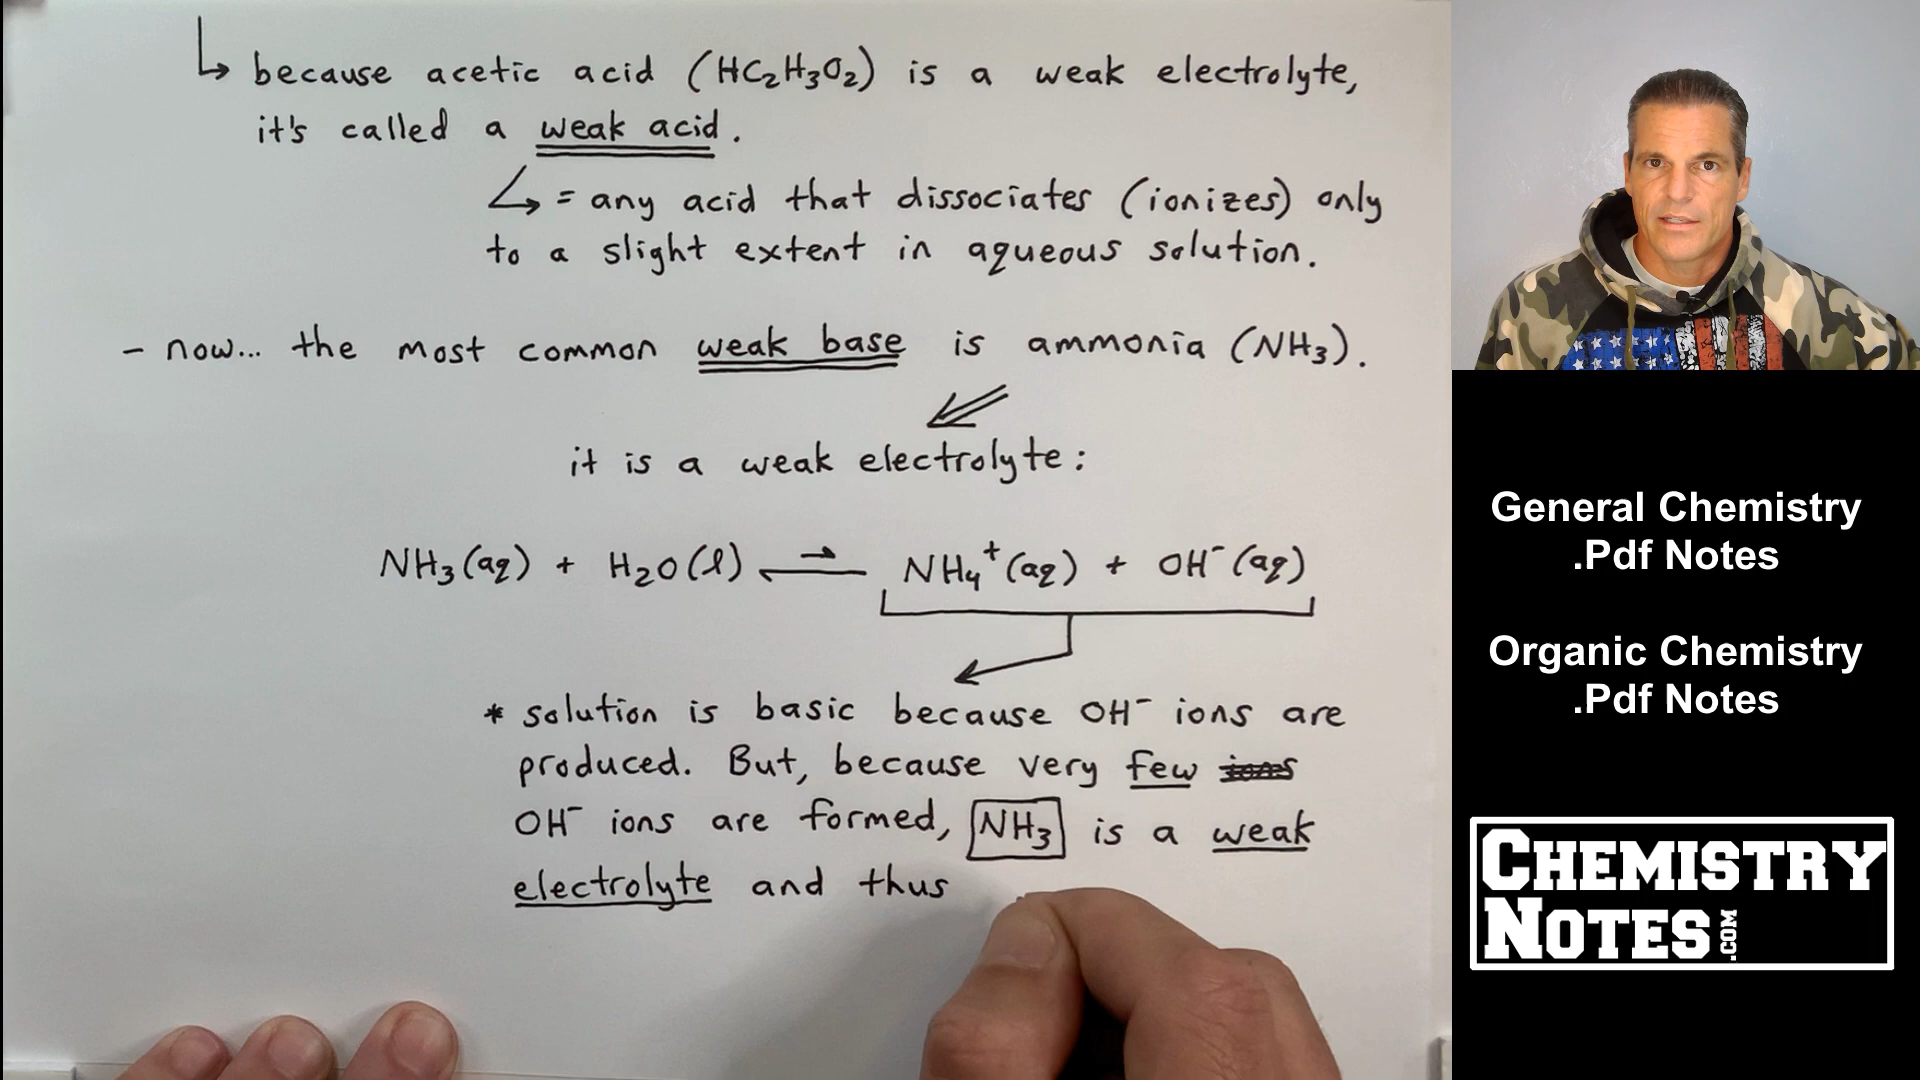 because acetic acid (HC₂H₃O₂) is a weak electrolyte,
it's called a weak acid.
= any acid that dissociates (ionizes) only
to a slight extent in aqueous solution.
- now... the most common weak base is ammonia (NH₃).
it is a weak electrolyte:
NH₃(aq) + H₂O(l) ⇌ NH₄⁺(aq) + OH⁻(aq)
* solution is basic because OH⁻ ions are
produced. But, because very few ions
OH⁻ ions are formed, NH₃ is a weak
electrolyte and thus
General Chemistry
.Pdf Notes
Organic Chemistry
.Pdf Notes
CHEMISTRY
NOTES.COM